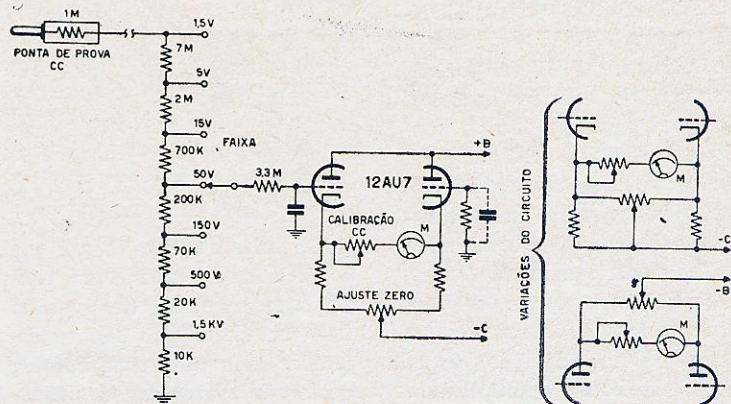 1M
PONTA DE PROVA
CC
1,5V
7M
5V
2M
15V
700K
FAIXA
50V
3,3M
200K
150V
70K
500V
20K
1,5KV
10K
12AU7
+B
CALIBRAÇÃO
CC
M
AJUSTE ZERO
-C
VARIAÇÕES DO CIRCUITO
M
-C
-B
M